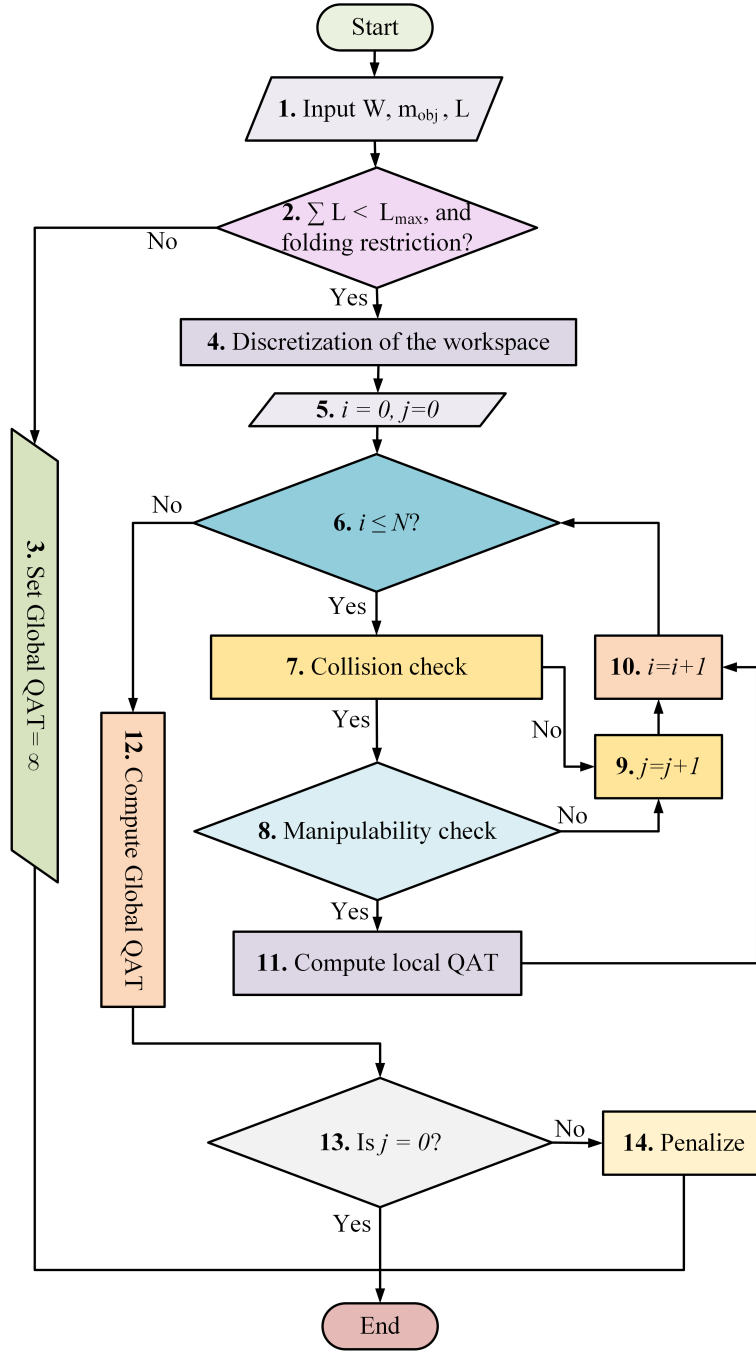 Start
1. Input W, m_obj , L
2. ∑ L < L_max, and
folding restriction?
No
Yes
4. Discretization of the workspace
5. i = 0, j=0
No
6. i ≤ N?
Yes
3. Set Global QAT= ∞
7. Collision check
10. i=i+1
Yes
No
9. j=j+1
12. Compute Global QAT
8. Manipulability check
No
Yes
11. Compute local QAT
13. Is j = 0?
No
14. Penalize
Yes
End